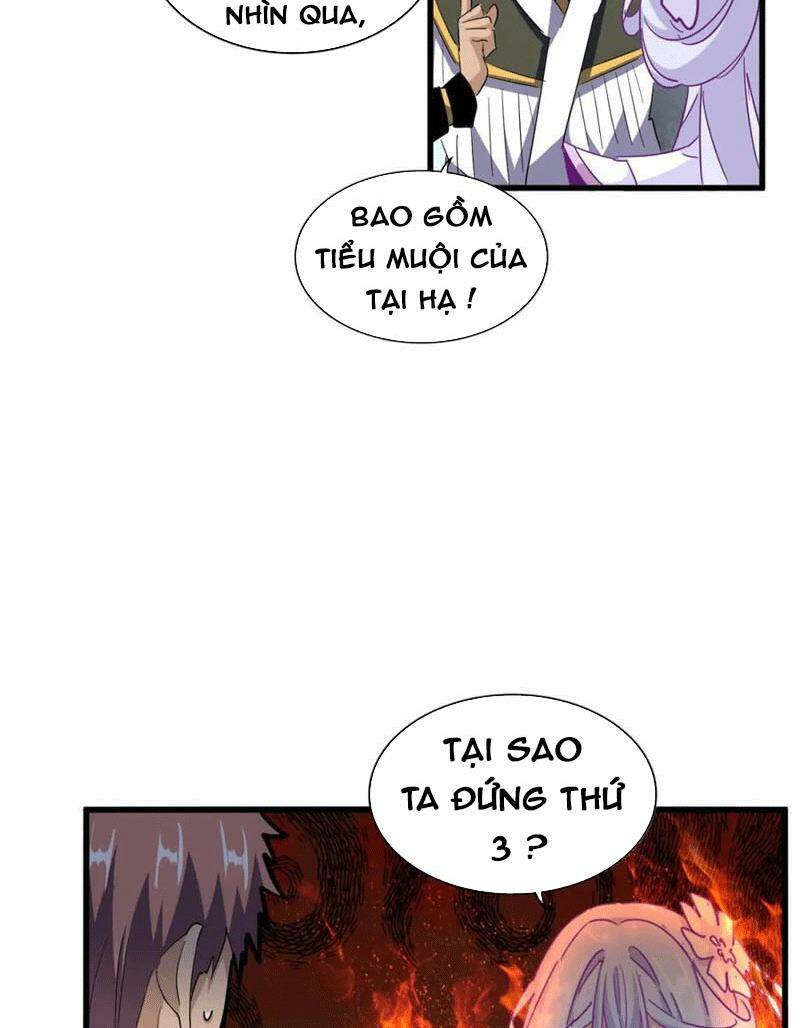 NHÌN QUA,
BAO GỒM
TIỂU MUỘI CỦA
TẠI HẠ !
TẠI SAO
TA ĐỨNG THỨ
3 ?